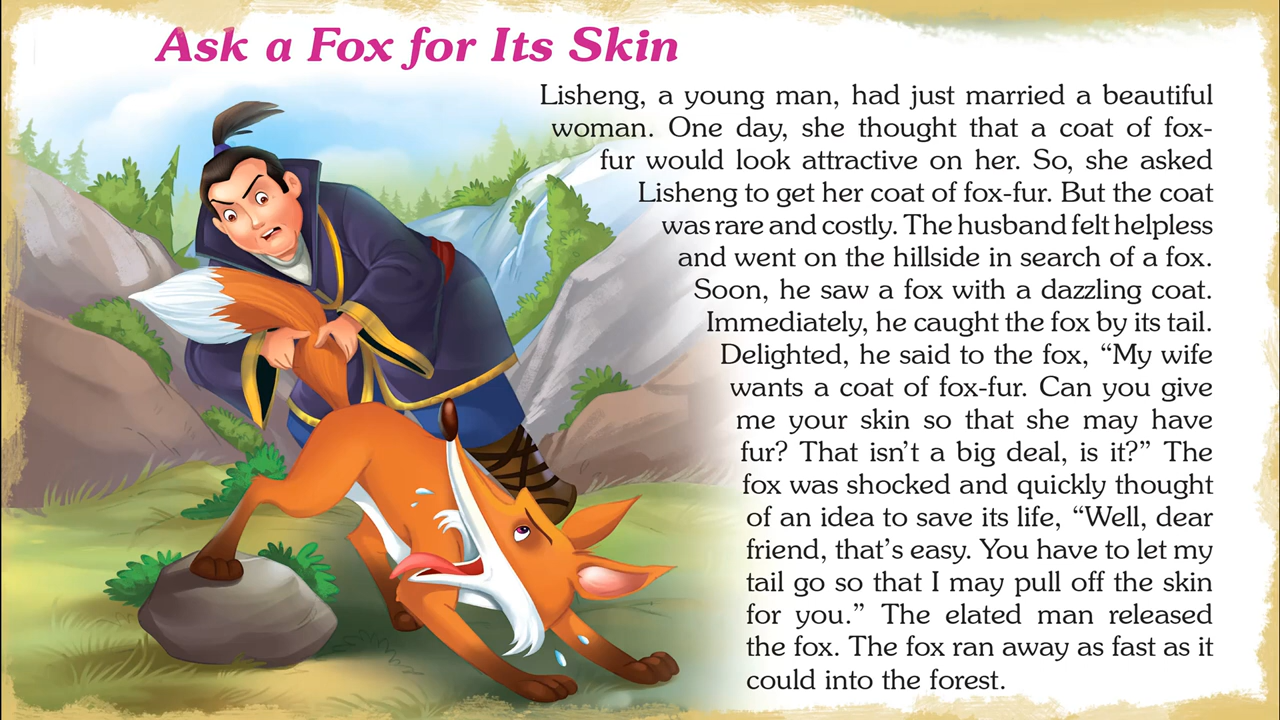 Ask a Fox for Its Skin
Lisheng, a young man, had just married a beautiful
woman. One day, she thought that a coat of fox-
fur would look attractive on her. So, she asked
Lisheng to get her coat of fox-fur. But the coat
was rare and costly. The husband felt helpless
and went on the hillside in search of a fox.
Soon, he saw a fox with a dazzling coat.
Immediately, he caught the fox by its tail.
Delighted, he said to the fox, “My wife
wants a coat of fox-fur. Can you give
me your skin so that she may have
fur? That isn’t a big deal, is it?” The
fox was shocked and quickly thought
of an idea to save its life, “Well, dear
friend, that’s easy. You have to let my
tail go so that I may pull off the skin
for you.” The elated man released
the fox. The fox ran away as fast as it
could into the forest.